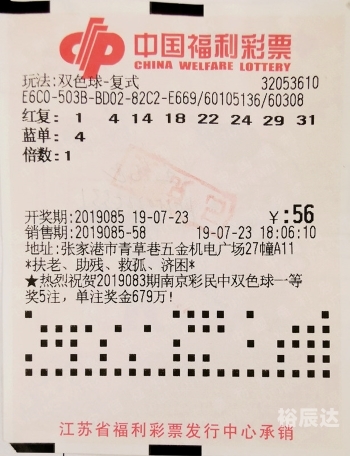 中国福利彩票
CHINA WELFARE LOTTERY
玩法:双色球-复式 32053610
E6C0-503B-BD02-82C2-E669/60105136/60308
红复: 1 4 14 18 22 24 29 31
蓝单: 4
倍数:1
开奖期:2019085 19-07-23 ¥:56
销售期:2019085-58 19-07-23 18:06:10
地址:张家港市青草巷五金机电广场27幢A11
*扶老、助残、救孤、济困*
★热烈祝贺2019083期南京彩民中双色球一等
奖5注,单注奖金679万!
裕辰达
江苏省福利彩票发行中心承销